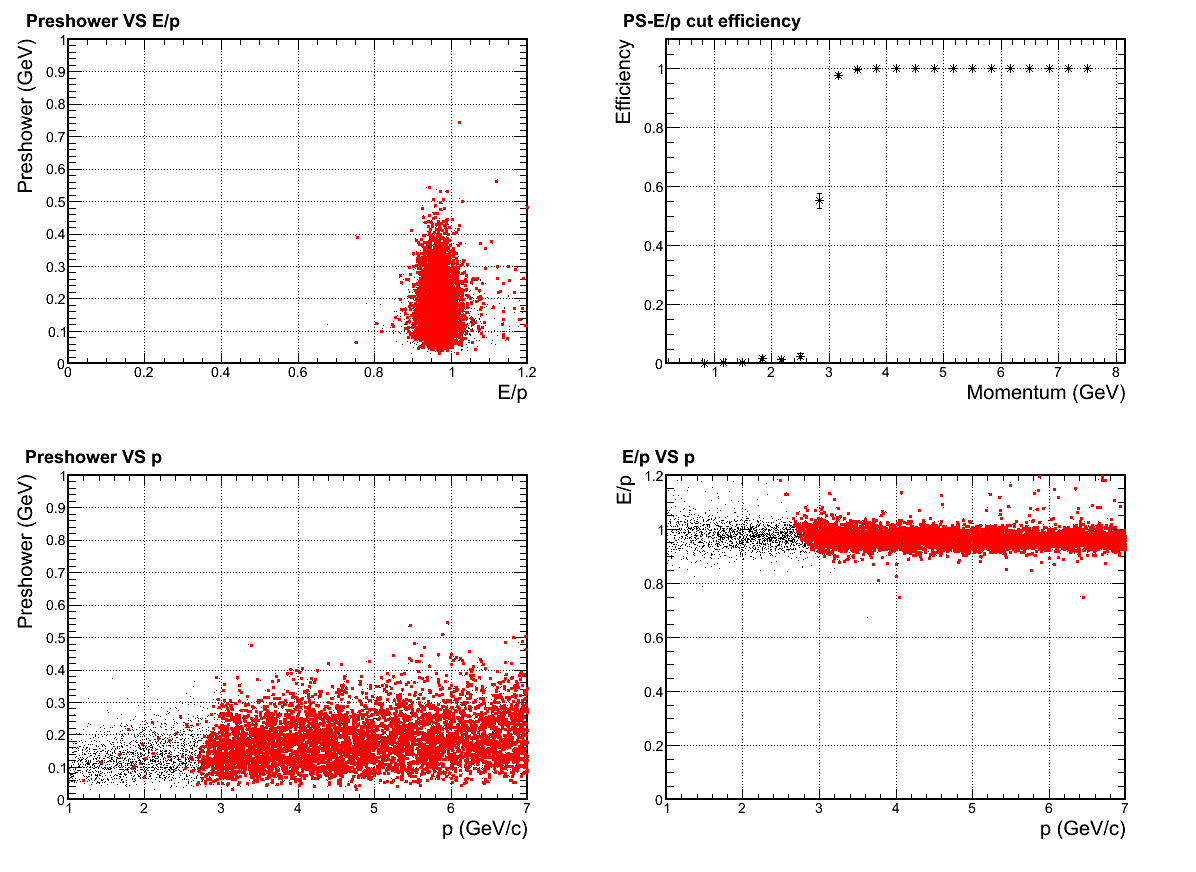 Preshower VS E/p
Preshower (GeV)
1
0.9
0.8
0.7
0.6
0.5
0.4
0.3
0.2
0.1
0
0 0.2 0.4 0.6 0.8 1 1.2
E/p
PS-E/p cut efficiency
Efficiency
1
0.8
0.6
0.4
0.2
0
1 2 3 4 5 6 7 8
Momentum (GeV)
Preshower VS p
Preshower (GeV)
1
0.9
0.8
0.7
0.6
0.5
0.4
0.3
0.2
0.1
0
1 2 3 4 5 6 7
p (GeV/c)
E/p VS p
E/p
1.2
1
0.8
0.6
0.4
0.2
0
1 2 3 4 5 6 7
p (GeV/c)